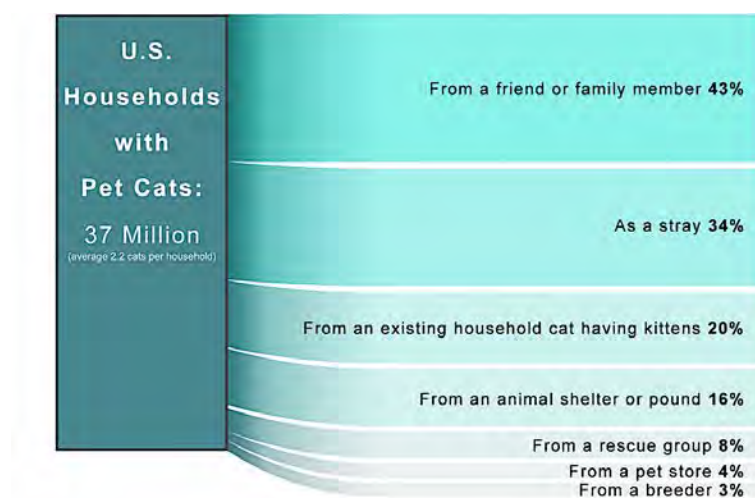 U.S.
Households
with
Pet Cats:
37 Million
(average 2.2 cats per household)
From a friend or family member 43%
As a stray 34%
From an existing household cat having kittens 20%
From an animal shelter or pound 16%
From a rescue group 8%
From a pet store 4%
From a breeder 3%